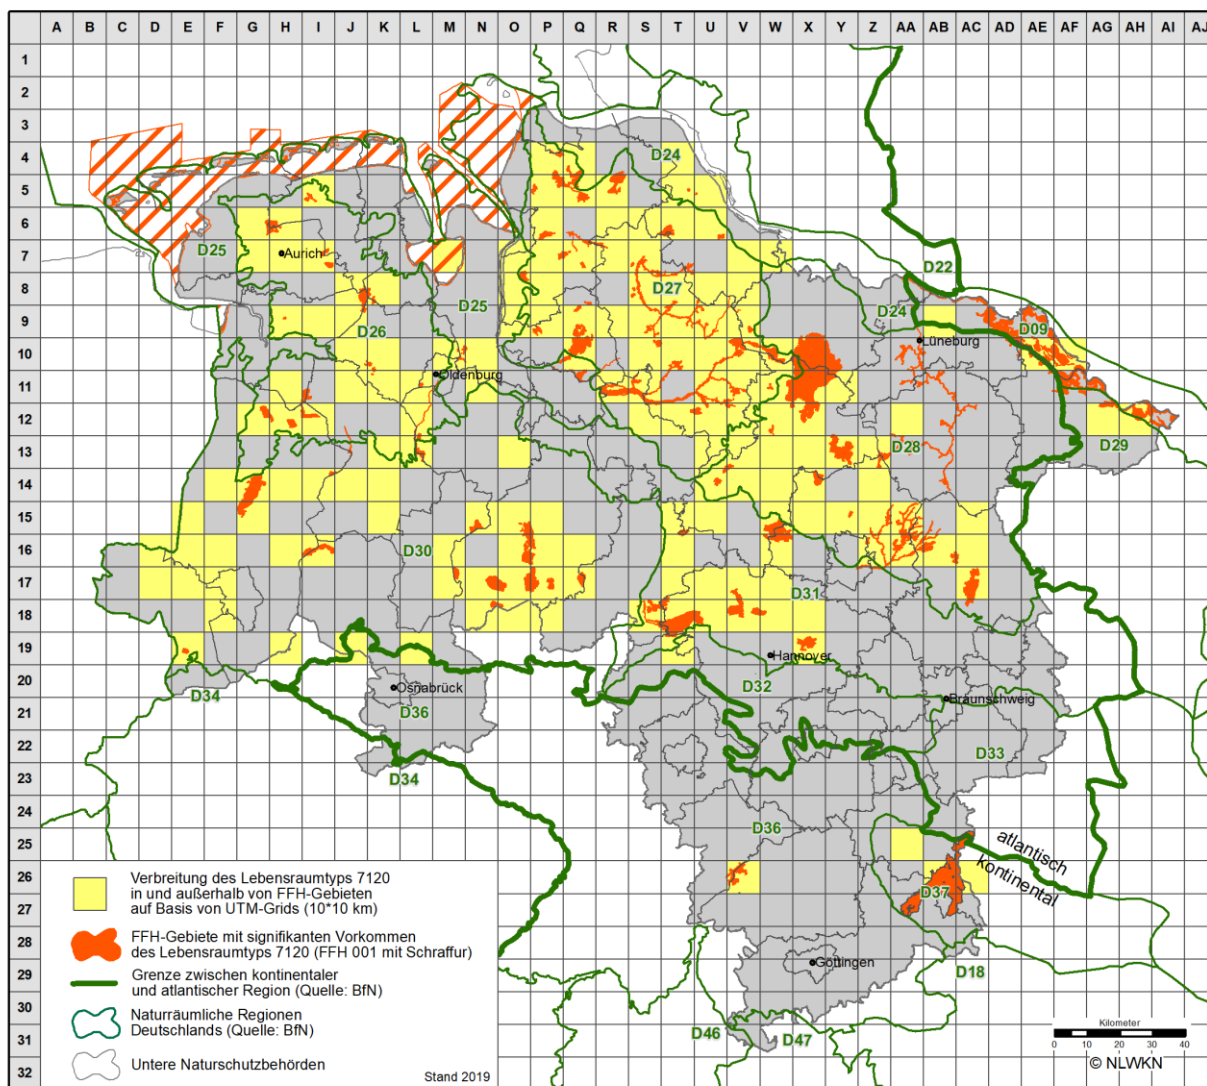 A B C D E F G H I J K L M N O P Q R S T U V W X Y Z AA AB AC AD AE AF AG AH AI AJ
1
2
3
4
5
6
7
8
9
10
11
12
13
14
15
16
17
18
19
20
21
22
23
24
25
26
27
28
29
30
31
32
D24
D25
Aurich
D22
D27
D25
D26
D24
D09
Lüneburg
Oldenburg
D28
D29
D30
D31
Hannover
D32
D34
Osnabrück
D36
Braunschweig
D33
D34
D36
atlantisch
kontinental
D37
Göttingen
D18
D46
D47
Verbreitung des Lebensraumtyps 7120
in und außerhalb von FFH-Gebieten
auf Basis von UTM-Grids (10*10 km)
FFH-Gebiete mit signifikanten Vorkommen
des Lebensraumtyps 7120 (FFH 001 mit Schraffur)
Grenze zwischen kontinentaler
und atlantischer Region (Quelle: BfN)
Naturräumliche Regionen
Deutschlands (Quelle: BfN)
Untere Naturschutzbehörden
Stand 2019
Kilometer
0 5 10 20 30 40
© NLWKN